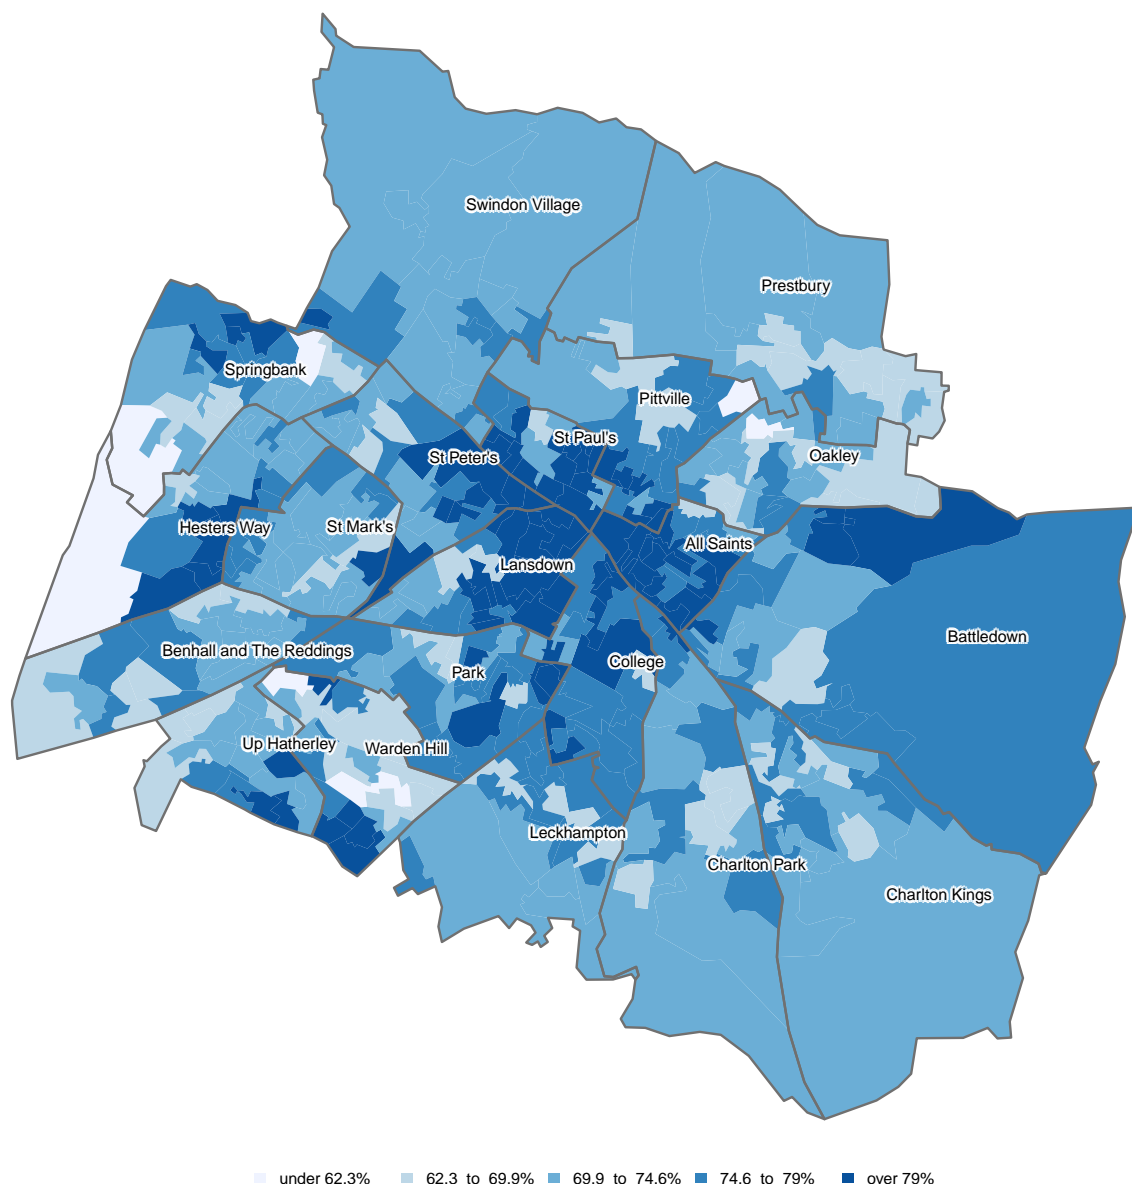 Swindon Village
Prestbury
Springbank
Pittville
St Paul's
St Peter's
Oakley
Hesters Way
St Mark's
All Saints
Lansdown
Battledown
Benhall and The Reddings
College
Park
Up Hatherley
Warden Hill
Leckhampton
Charlton Park
Charlton Kings
under 62.3% 62.3 to 69.9% 69.9 to 74.6% 74.6 to 79% over 79%